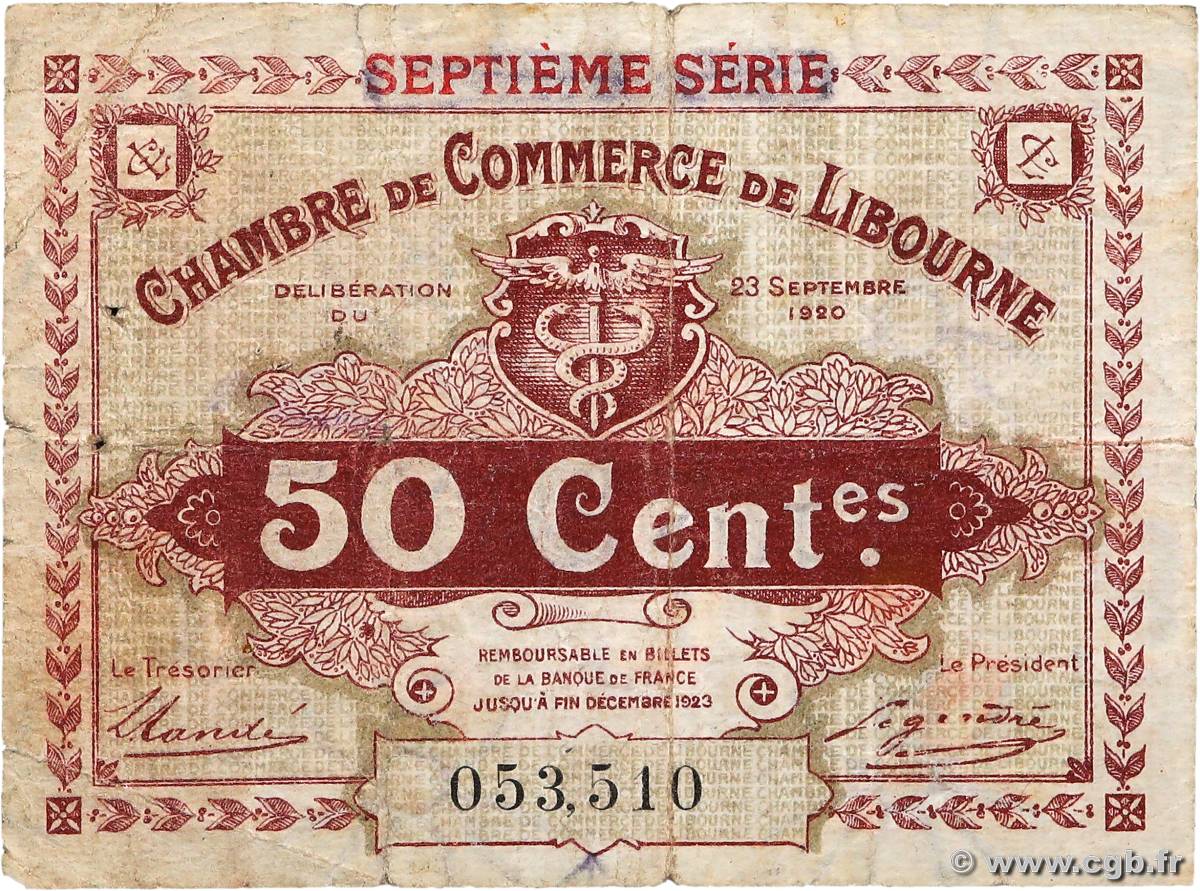 SEPTIÈME SÉRIE
CHAMBRE DE COMMERCE DE LIBOURNE
DELIBÉRATION DU
23 SEPTEMBRE 1920
50 Centes.
REMBOURSABLE EN BILLETS
DE LA BANQUE DE FRANCE
JUSQU'À FIN DÉCEMBRE 1923
Le Trésorier
Le Président
053,510
© www.cgb.fr